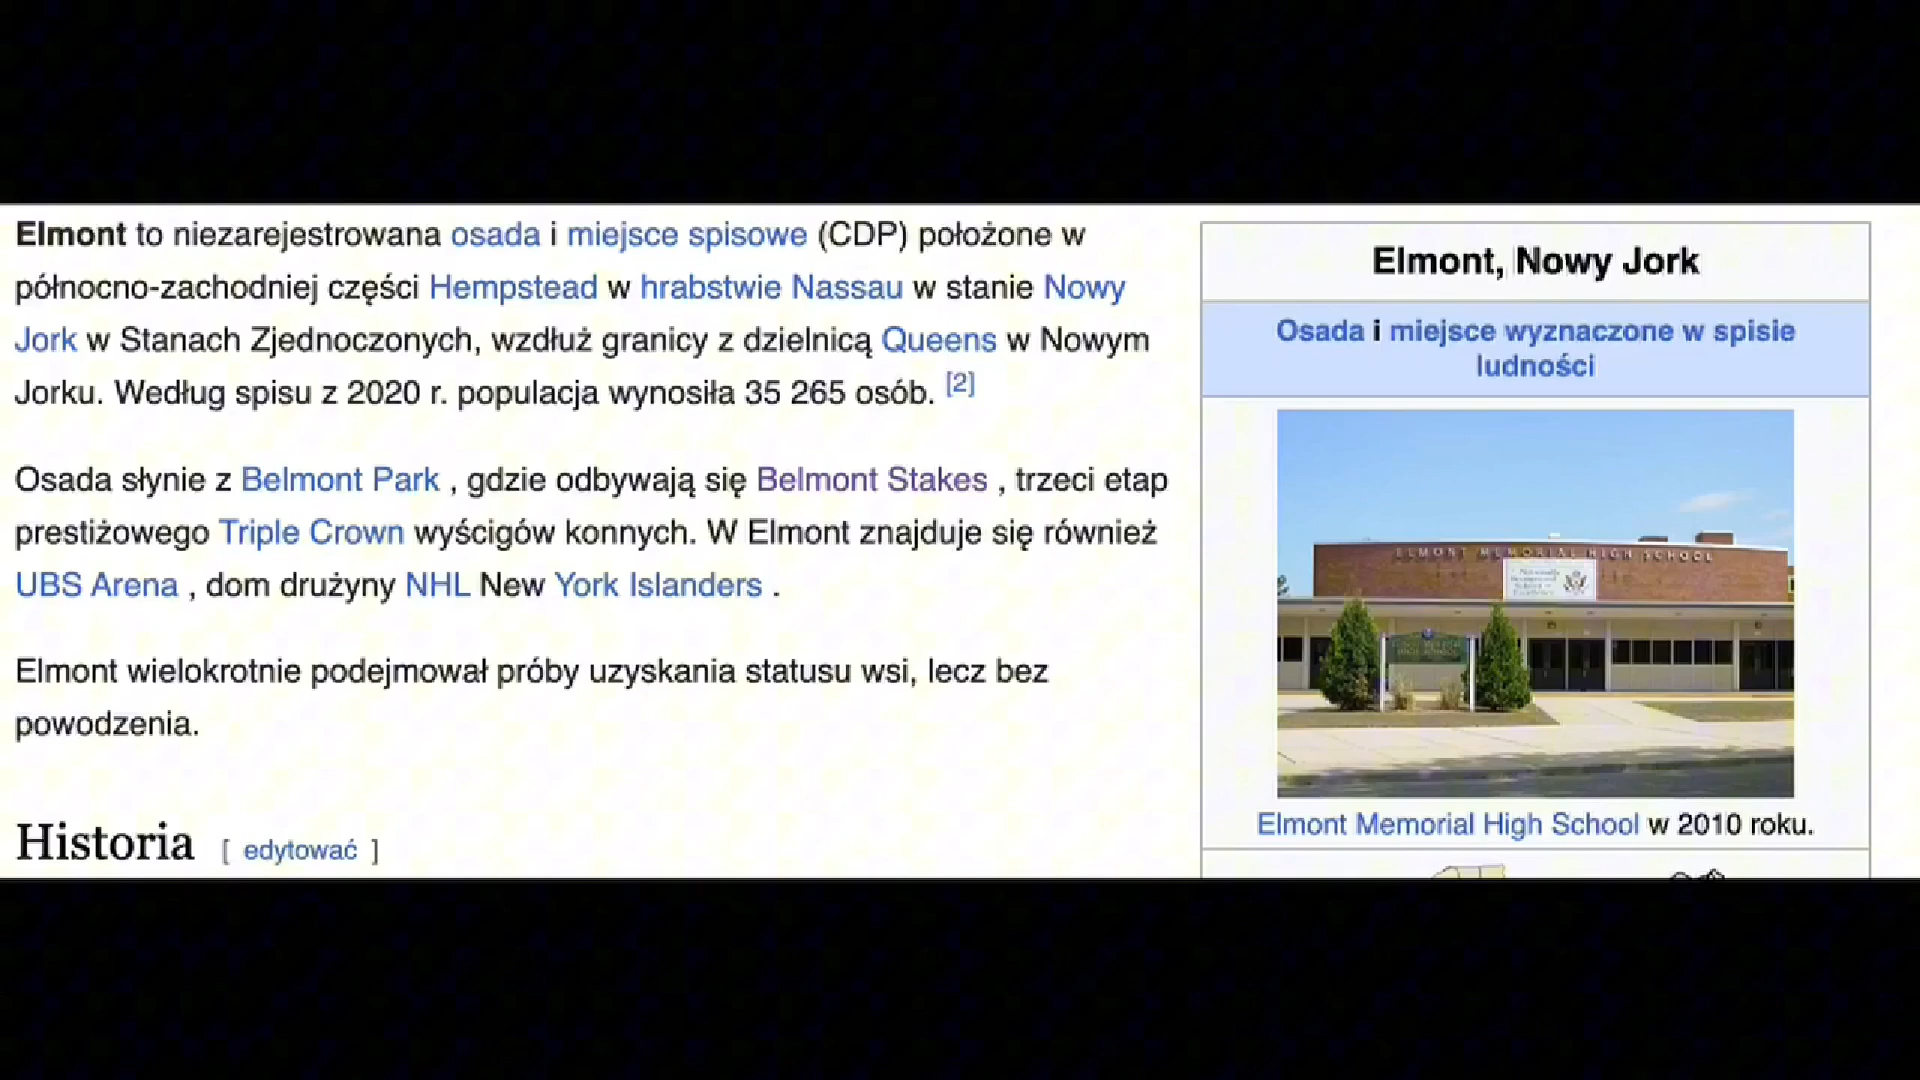 Elmont to niezarejestrowana osada i miejsce spisowe (CDP) położone w
północno-zachodniej części Hempstead w hrabstwie Nassau w stanie Nowy
Jork w Stanach Zjednoczonych, wzdłuż granicy z dzielnicą Queens w Nowym
Jorku. Według spisu z 2020 r. populacja wynosiła 35 265 osób. [2]
Osada słynie z Belmont Park , gdzie odbywają się Belmont Stakes , trzeci etap
prestiżowego Triple Crown wyścigów konnych. W Elmont znajduje się również
UBS Arena , dom drużyny NHL New York Islanders .
Elmont wielokrotnie podejmował próby uzyskania statusu wsi, lecz bez
powodzenia.
Historia [ edytować ]
Elmont, Nowy Jork
Osada i miejsce wyznaczone w spisie
ludności
ELMONT MEMORIAL HIGH SCHOOL
Elmont Memorial High School w 2010 roku.